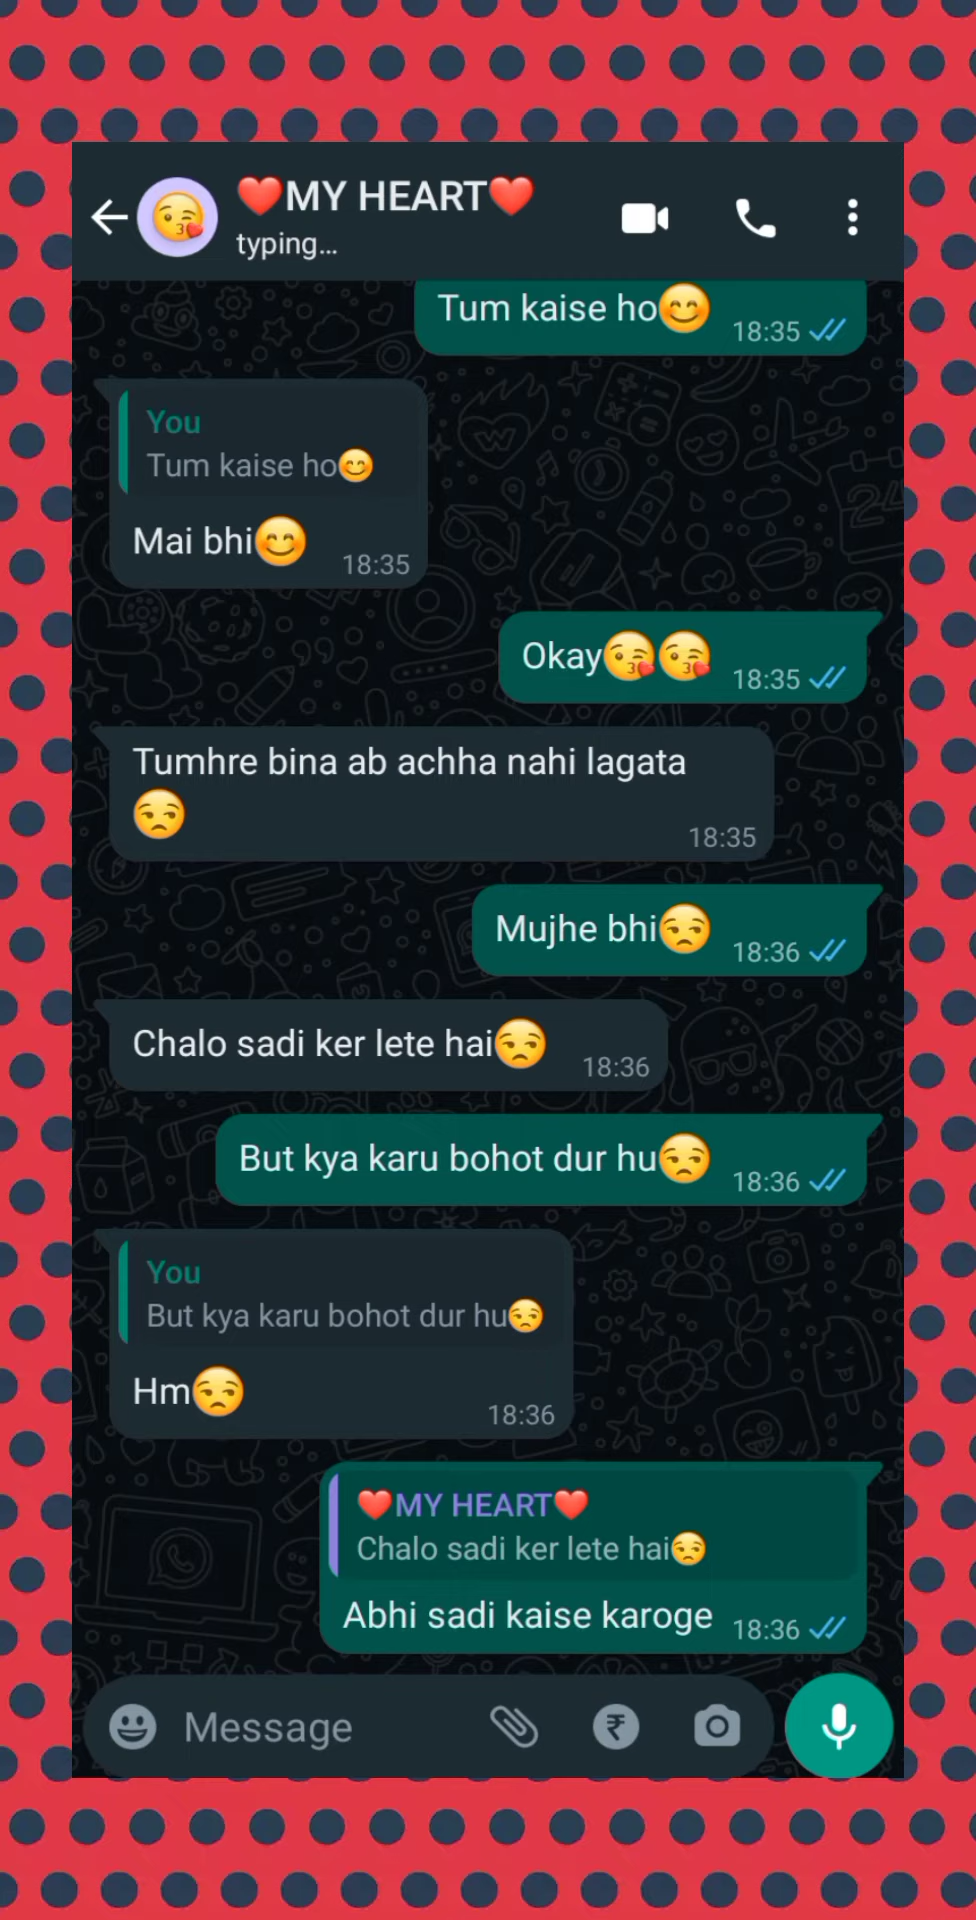 ❤️MY HEART❤️
typing...
Tum kaise ho😊
18:35
You
Tum kaise ho😊
Mai bhi😊
18:35
Okay😘😘
18:35
Tumhre bina ab achha nahi lagata
😒
18:35
Mujhe bhi😒
18:36
Chalo sadi ker lete hai😒
18:36
But kya karu bohot dur hu😒
18:36
You
But kya karu bohot dur hu😒
Hm😒
18:36
❤️MY HEART❤️
Chalo sadi ker lete hai😒
Abhi sadi kaise karoge
18:36
Message
₹